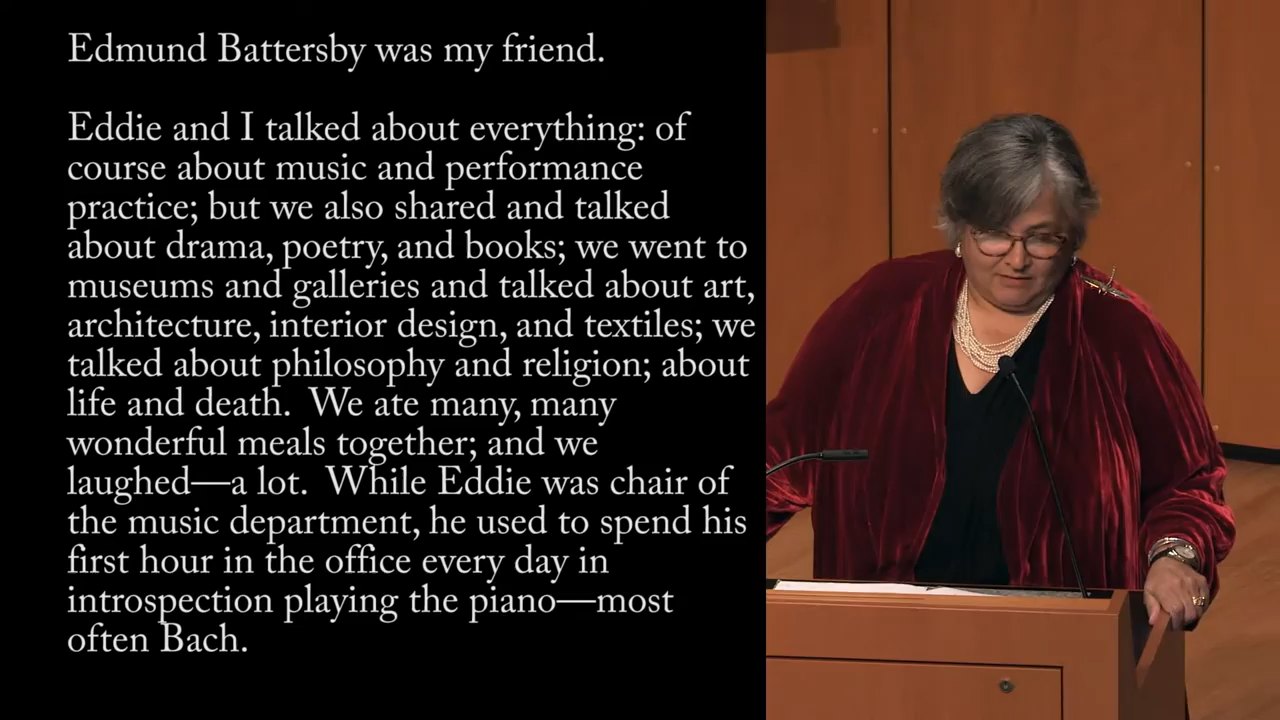 Edmund Battersby was my friend.
Eddie and I talked about everything: of
course about music and performance
practice; but we also shared and talked
about drama, poetry, and books; we went to
museums and galleries and talked about art,
architecture, interior design, and textiles; we
talked about philosophy and religion; about
life and death.  We ate many, many
wonderful meals together; and we
laughed—a lot.  While Eddie was chair of
the music department, he used to spend his
first hour in the office every day in
introspection playing the piano—most
often Bach.